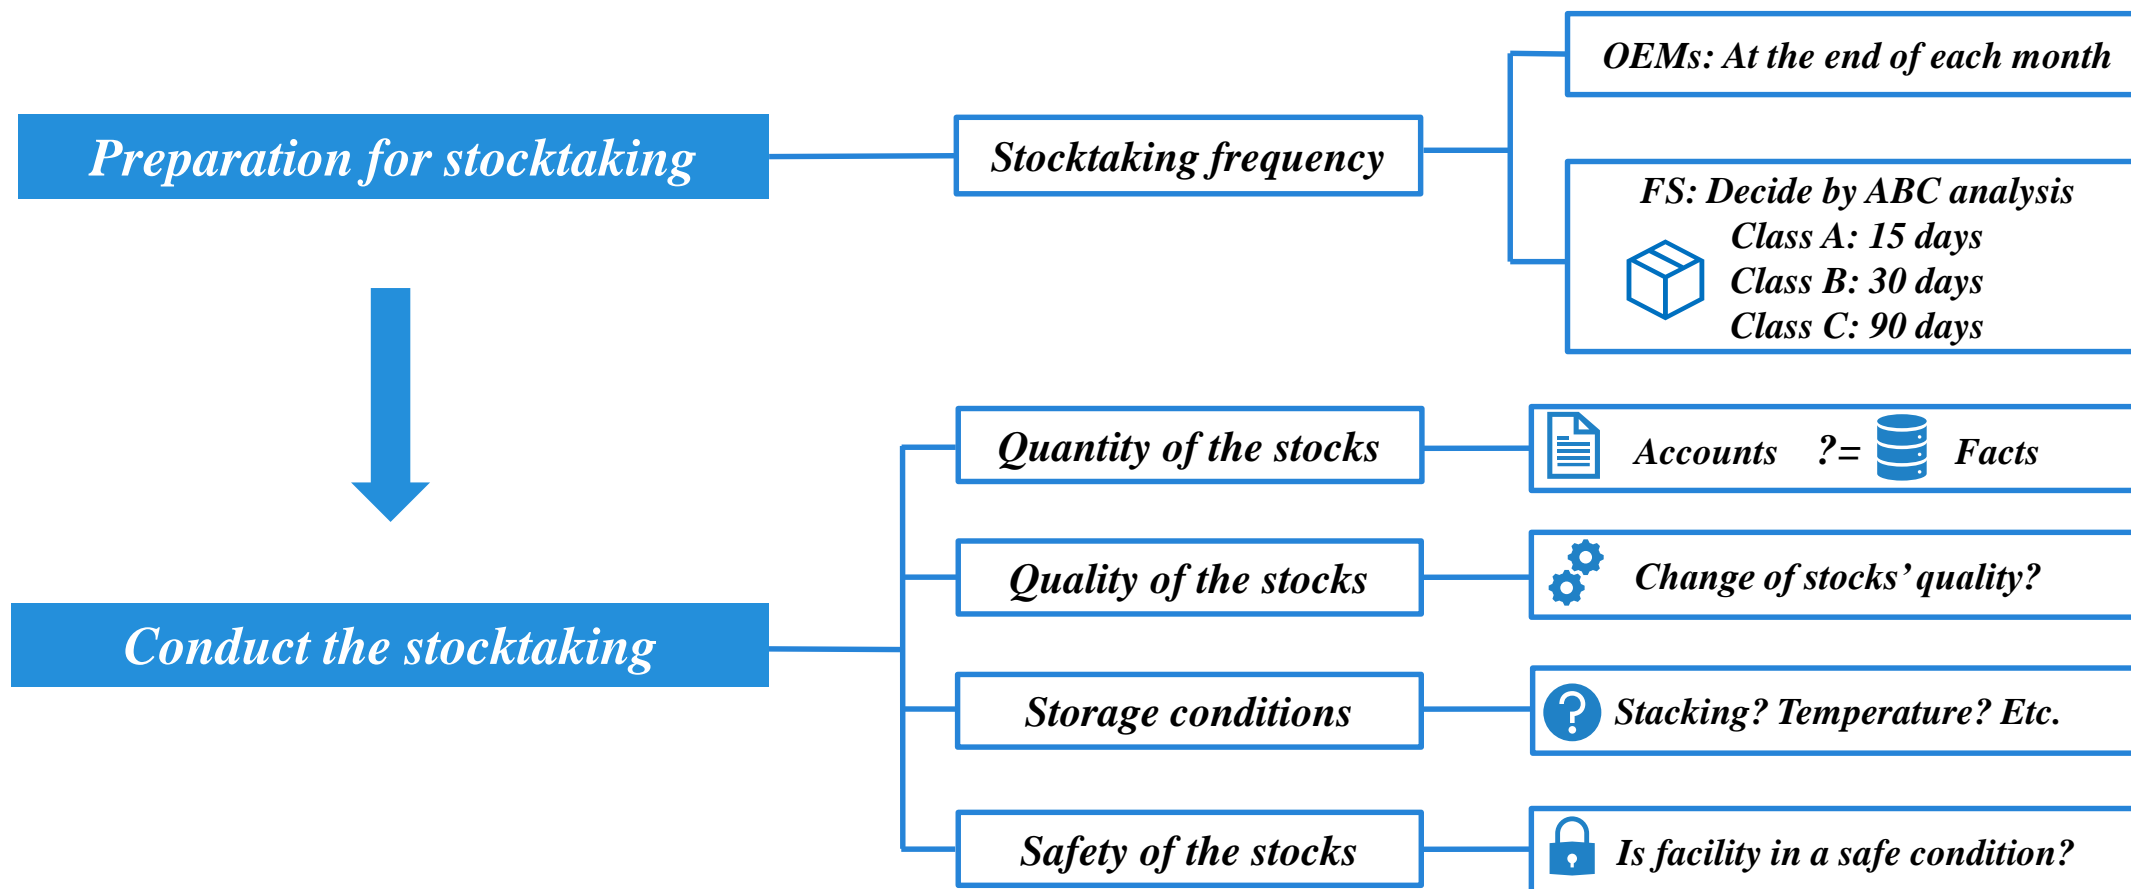 Preparation for stocktaking
Stocktaking frequency
OEMs: At the end of each month
FS: Decide by ABC analysis
Class A: 15 days
Class B: 30 days
Class C: 90 days
Conduct the stocktaking
Quantity of the stocks
Accounts ?= Facts
Quality of the stocks
Change of stocks’ quality?
Storage conditions
? Stacking? Temperature? Etc.
Safety of the stocks
Is facility in a safe condition?